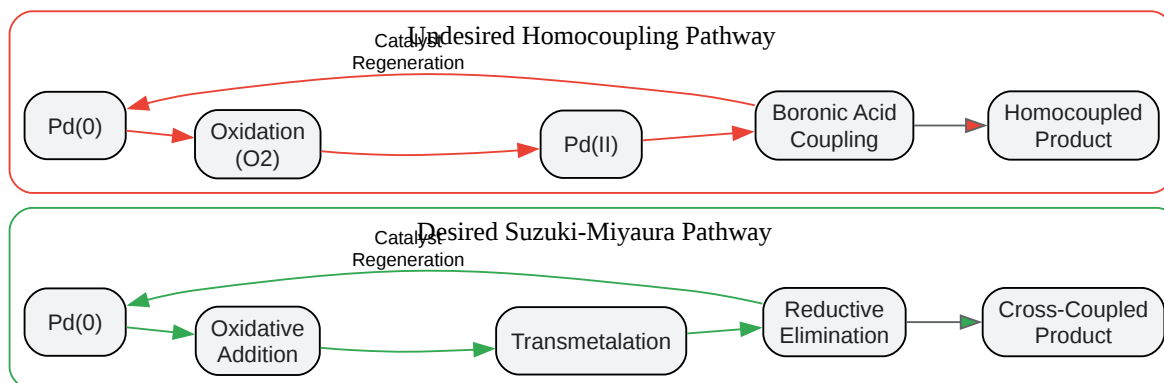 Undesired Homocoupling Pathway
Catalyst
Regeneration
Pd(0)
Oxidation
(O2)
Pd(II)
Boronic Acid
Coupling
Homocoupled
Product
Desired Suzuki-Miyaura Pathway
Catalyst
Regeneration
Pd(0)
Oxidative
Addition
Transmetalation
Reductive
Elimination
Cross-Coupled
Product